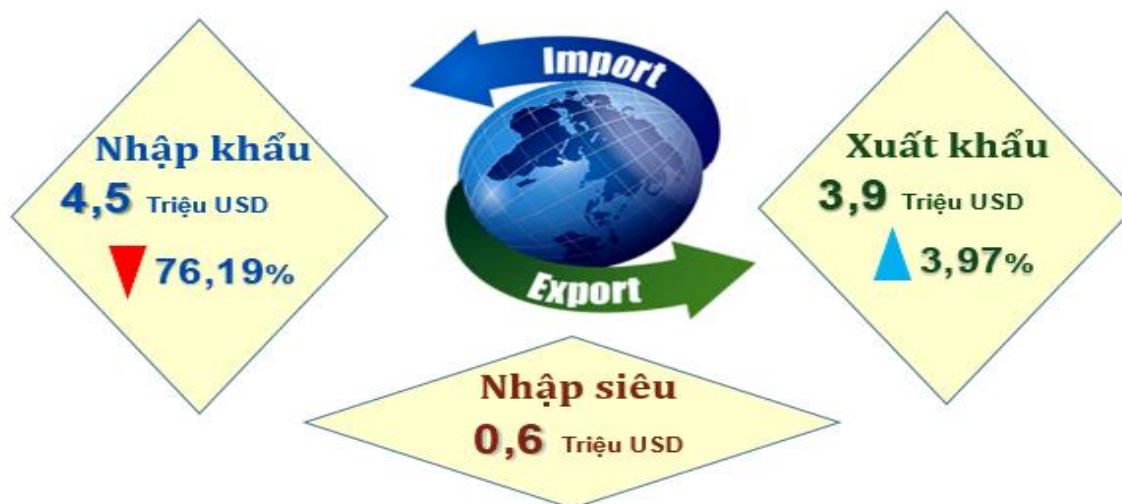 Import
Export
Nhập khẩu
4,5 Triệu USD
76,19%
Xuất khẩu
3,9 Triệu USD
3,97%
Nhập siêu
0,6 Triệu USD